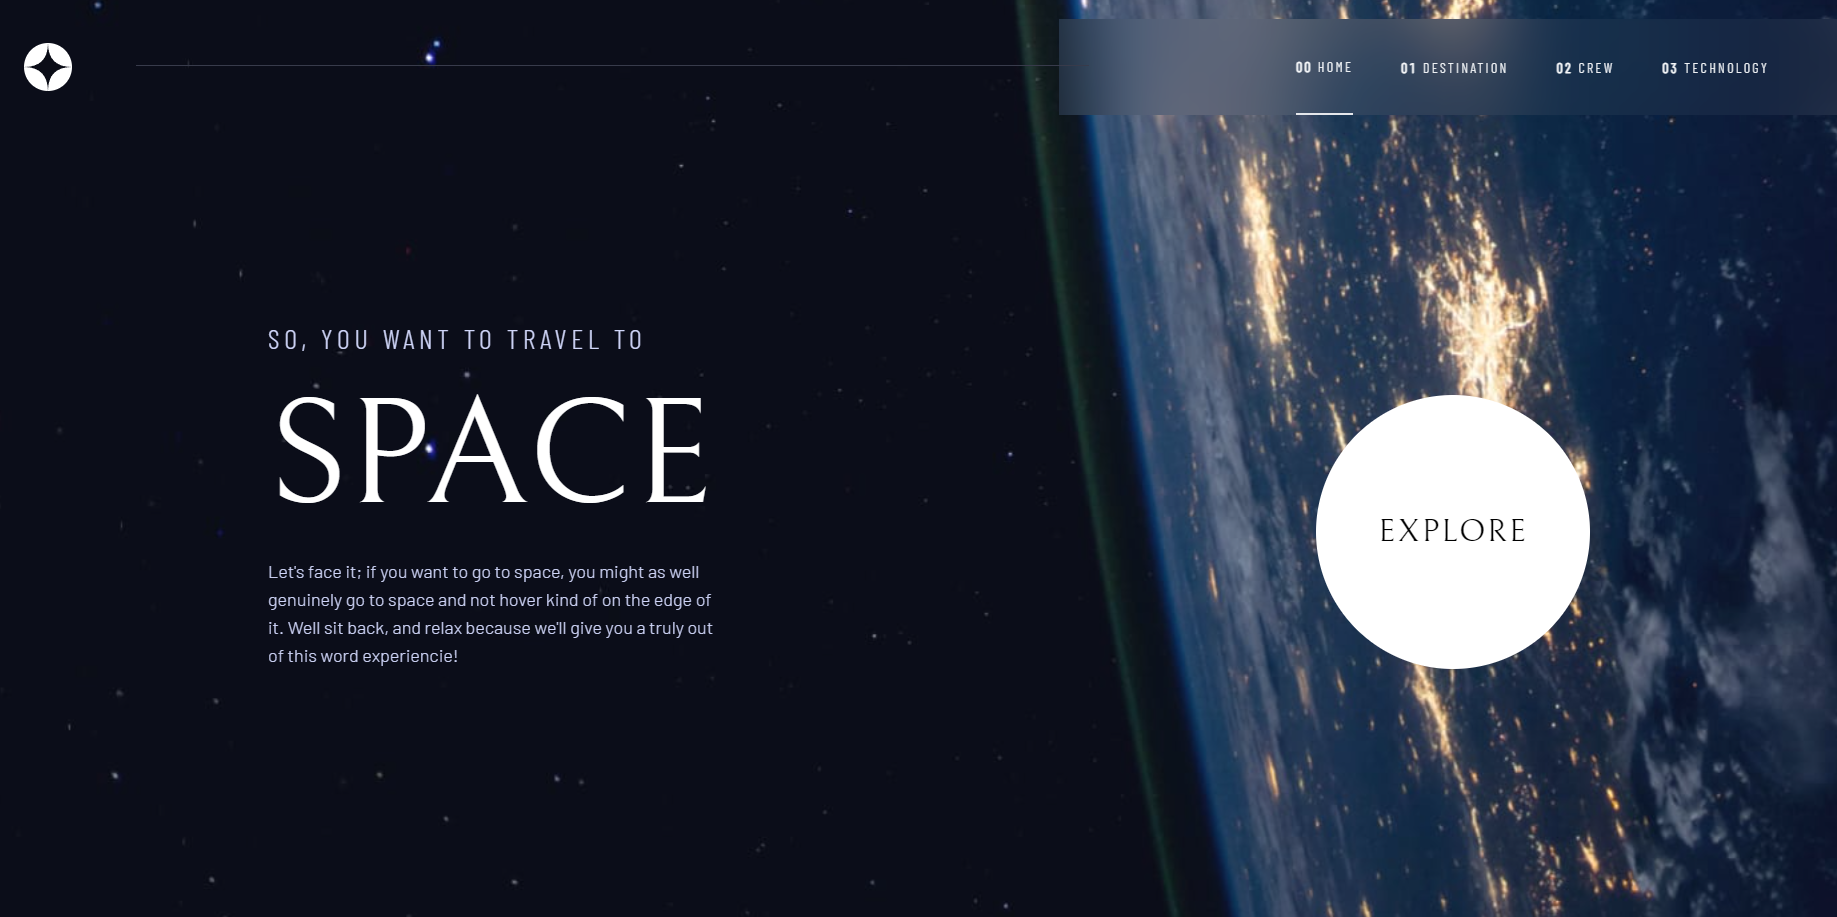 00 HOME 01 DESTINATION 02 CREW 03 TECHNOLOGY
SO, YOU WANT TO TRAVEL TO
SPACE
Let's face it; if you want to go to space, you might as well
genuinely go to space and not hover kind of on the edge of
it. Well sit back, and relax because we'll give you a truly out
of this word experiencie!
EXPLORE